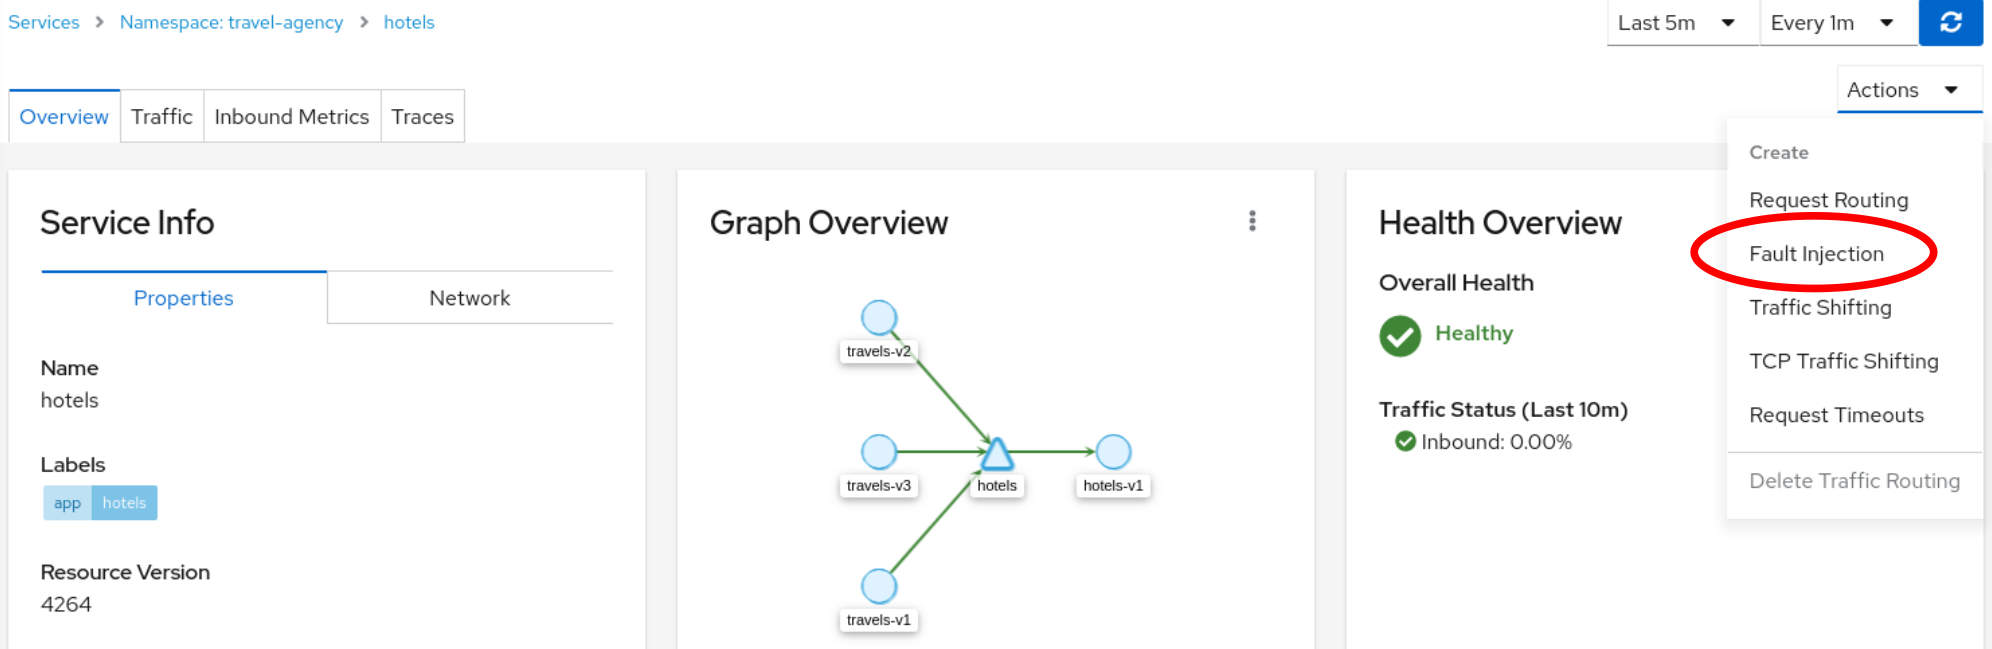 Services > Namespace: travel-agency > hotels
Last 5m
Every 1m
Actions
Overview
Traffic
Inbound Metrics
Traces
Create
Request Routing
Fault Injection
Traffic Shifting
TCP Traffic Shifting
Request Timeouts
Delete Traffic Routing
Service Info
Properties
Network
Name
hotels
Labels
app hotels
Resource Version
4264
Graph Overview
travels-v2
travels-v3
hotels
hotels-v1
travels-v1
Health Overview
Overall Health
Healthy
Traffic Status (Last 10m)
Inbound: 0.00%